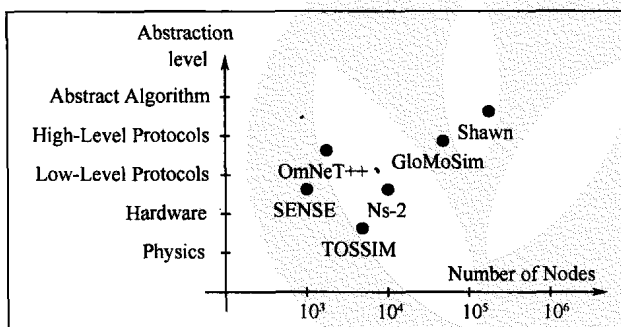 Abstraction
level
Abstract Algorithm
High-Level Protocols
Low-Level Protocols
Hardware
Physics
Shawn
GloMoSim
OmNeT++
SENSE
Ns-2
TOSSIM
Number of Nodes
10³ 10⁴ 10⁵ 10⁶